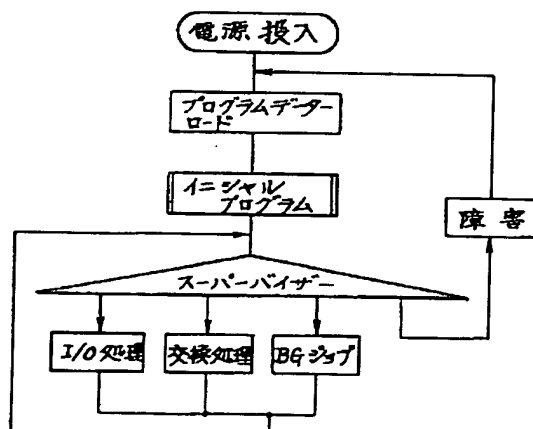 電源投入
プログラムデーター
ロード
イニシャル
プログラム
障害
スーパーバイザー
I/O処理
交換処理
BGジョブ